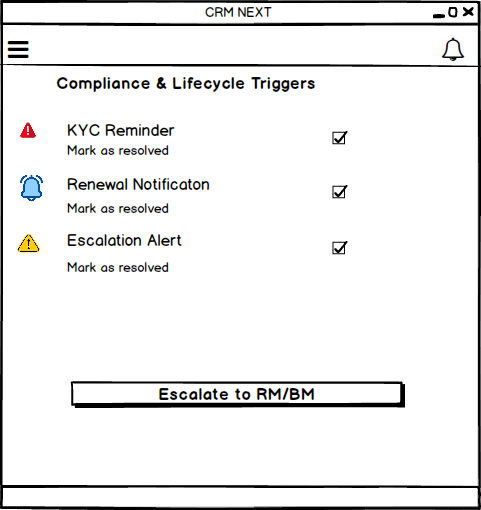 CRM NEXT
Compliance & Lifecycle Triggers
KYC Reminder
Mark as resolved
Renewal Notificaton
Mark as resolved
Escalation Alert
Mark as resolved
Escalate to RM/BM